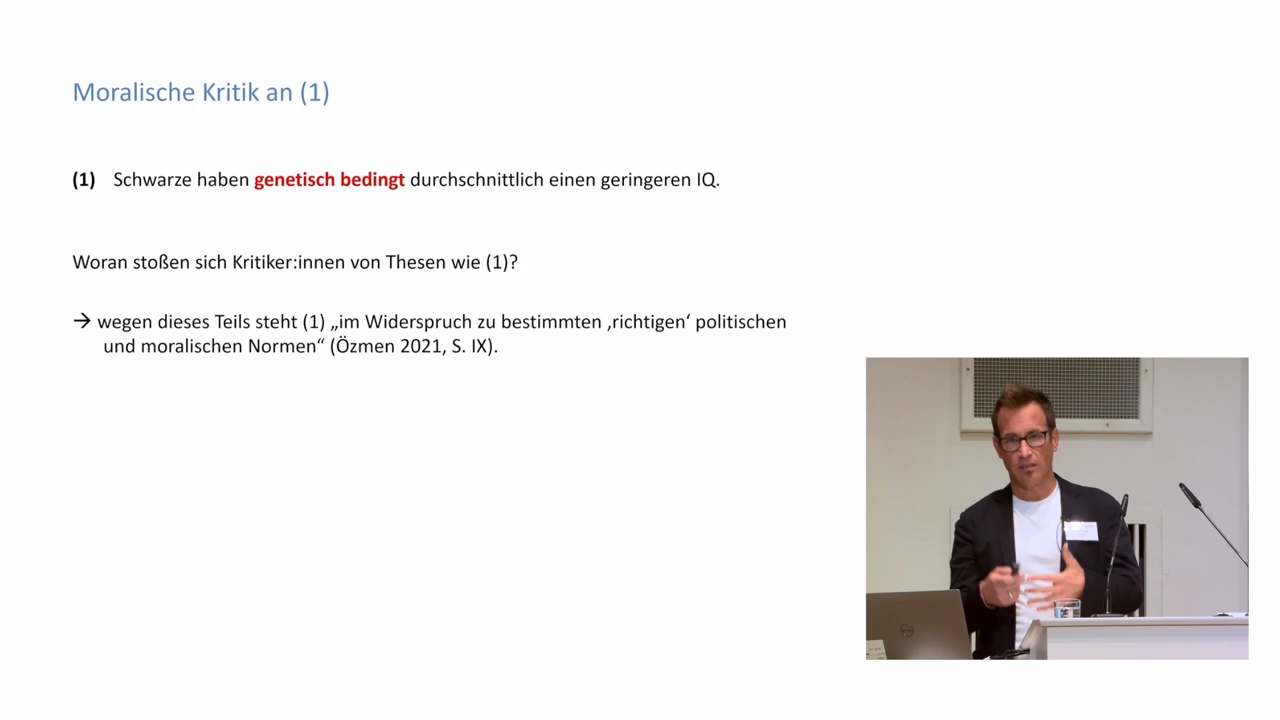 Moralische Kritik an (1)
(1) Schwarze haben genetisch bedingt durchschnittlich einen geringeren IQ.
Woran stoßen sich Kritiker:innen von Thesen wie (1)?
→ wegen dieses Teils steht (1) „im Widerspruch zu bestimmten ‚richtigen‘ politischen
und moralischen Normen“ (Özmen 2021, S. IX).